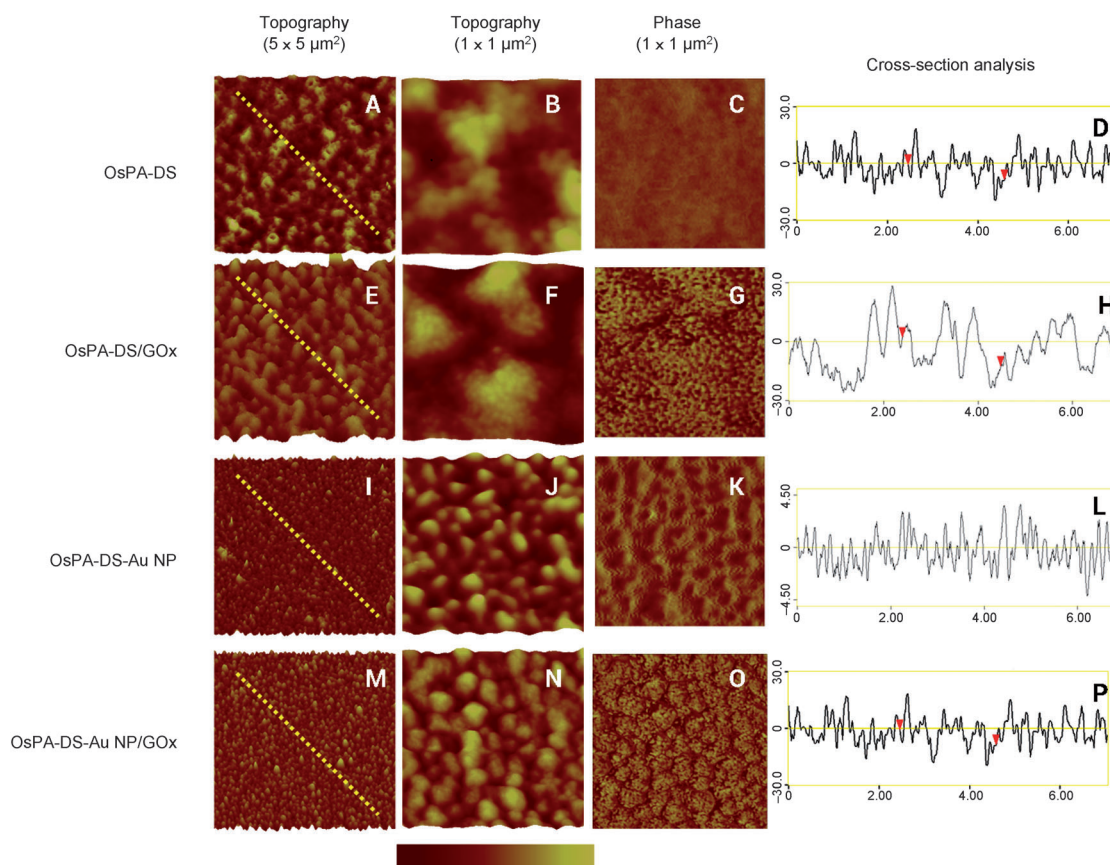 Topography
(5 x 5 µm²)
Topography
(1 x 1 µm²)
Phase
(1 x 1 µm²)
Cross-section analysis
OsPA-DS
A
B
C
D
30.0
0
−30.0
0
2.00
4.00
6.00
OsPA-DS/GOx
E
F
G
H
30.0
0
−30.0
0
2.00
4.00
6.00
OsPA-DS-Au NP
I
J
K
L
4.50
0
−4.50
0
2.00
4.00
6.00
OsPA-DS-Au NP/GOx
M
N
O
P
30.0
0
−30.0
0
2.00
4.00
6.00